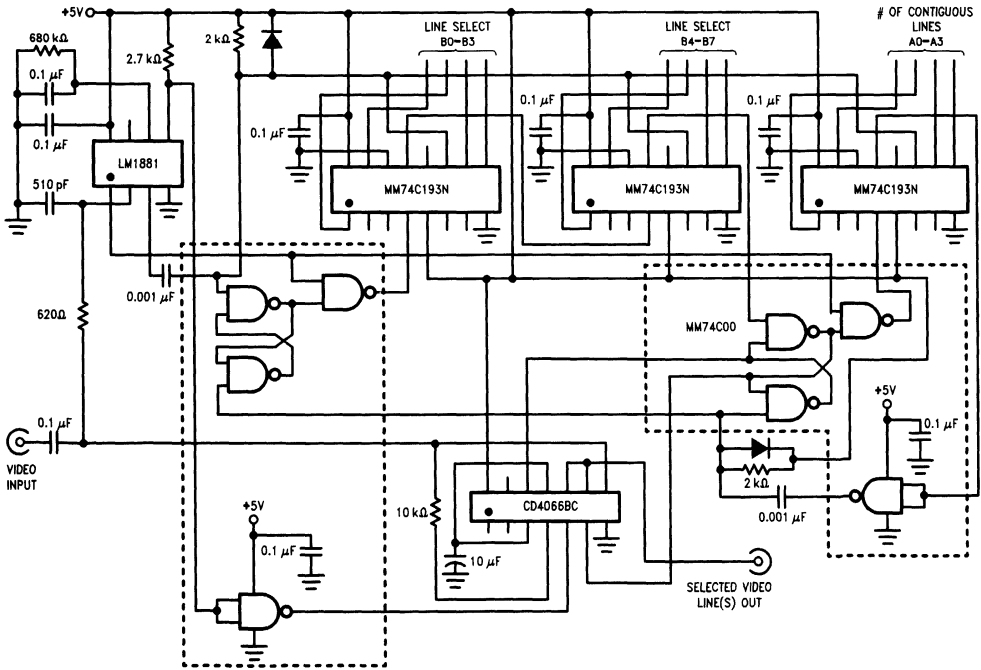 +5V
LINE SELECT
B0-B3
LINE SELECT
B4-B7
# OF CONTIGUOUS
LINES
A0-A3
680 kΩ
2.7 kΩ
2 kΩ
0.1 μF
0.1 μF
0.1 μF
0.1 μF
0.1 μF
LM1881
MM74C193N
MM74C193N
MM74C193N
510 pF
0.001 μF
620Ω
MM74C00
+5V
0.1 μF
0.1 μF
VIDEO
INPUT
2 kΩ
0.001 μF
10 kΩ
CD4066BC
+5V
0.1 μF
10 μF
SELECTED VIDEO
LINE(S) OUT